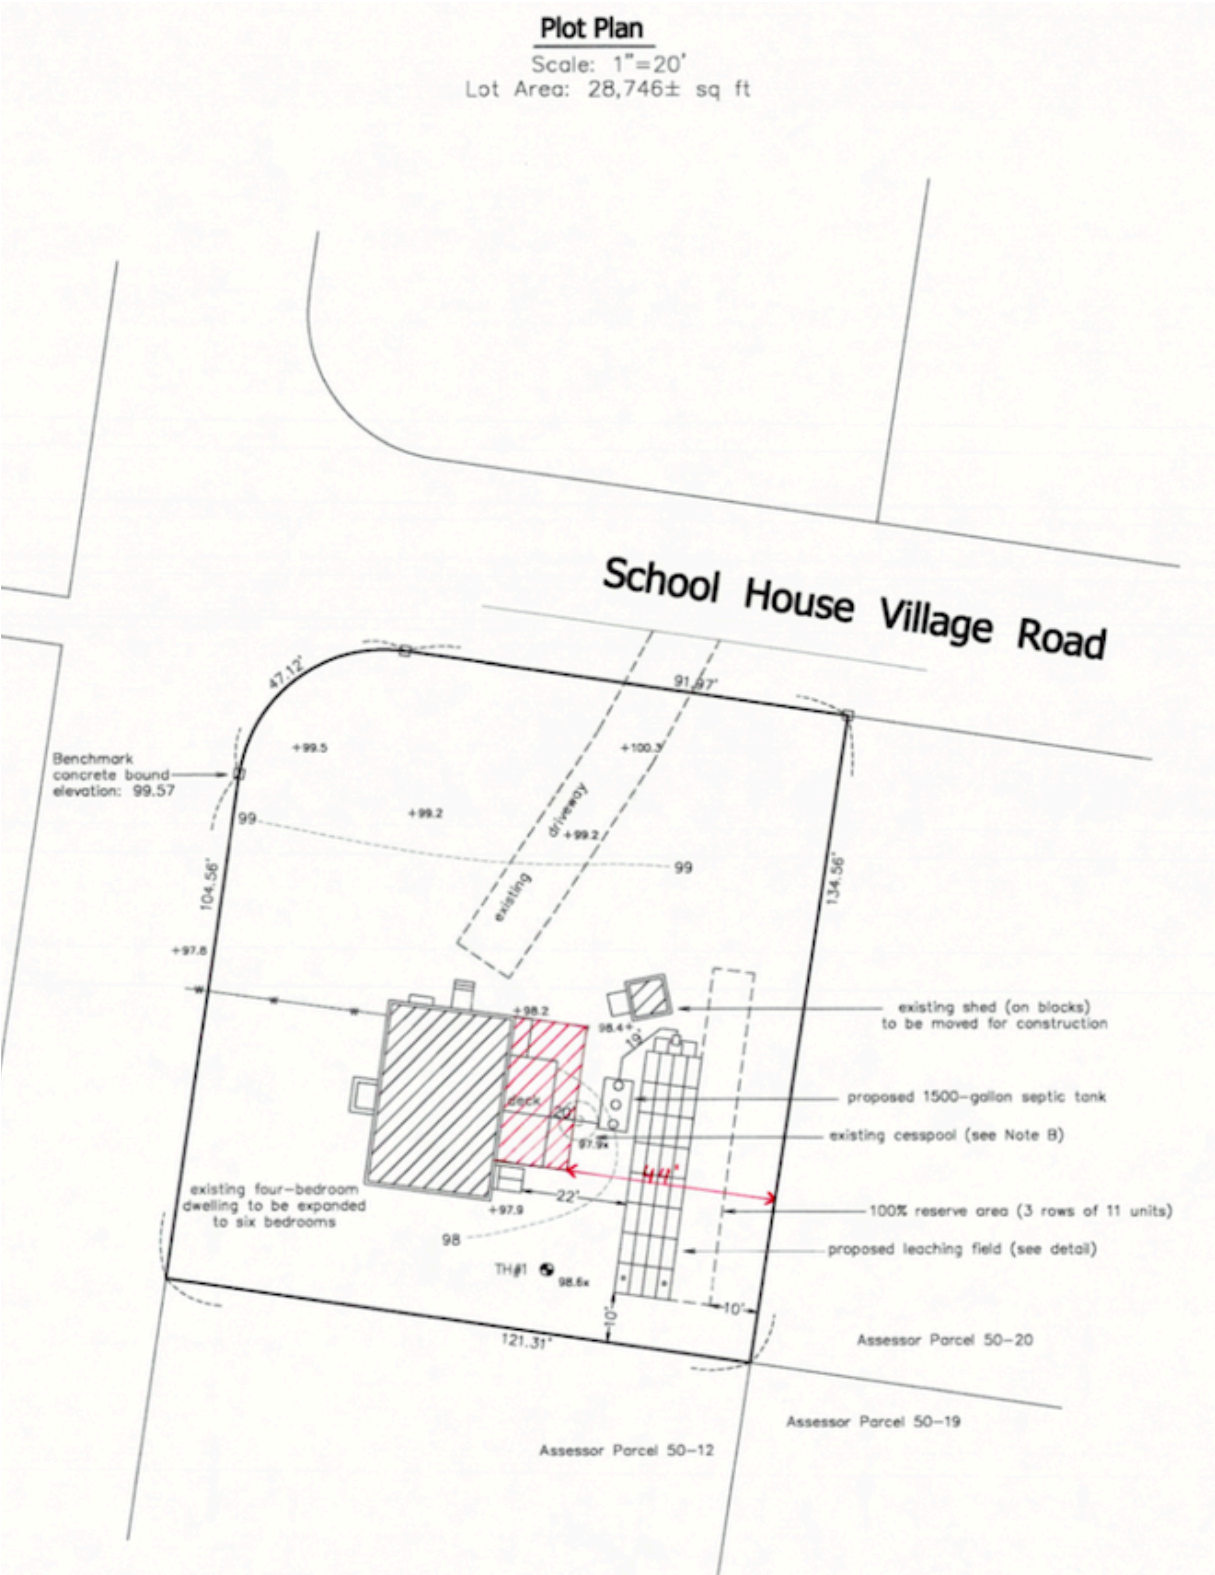 Plot Plan
Scale: 1"=20'
Lot Area: 28,746± sq ft
School House Village Road
47.12'
91.97'
+99.5
+100.3
Benchmark
concrete bound
elevation: 99.57
+99.2
driveway
+99.2
99
99
104.56'
134.56'
existing
+97.8
W
W
W
+98.2
98.4+
19'
existing shed (on blocks)
to be moved for construction
deck
20'
97.9x
proposed 1500-gallon septic tank
existing cesspool (see Note B)
44'
existing four-bedroom
dwelling to be expanded
to six bedrooms
22'
+97.9
100% reserve area (3 rows of 11 units)
98
proposed leaching field (see detail)
TH#1
98.6x
10'
10'
121.31'
Assessor Parcel 50-20
Assessor Parcel 50-19
Assessor Parcel 50-12